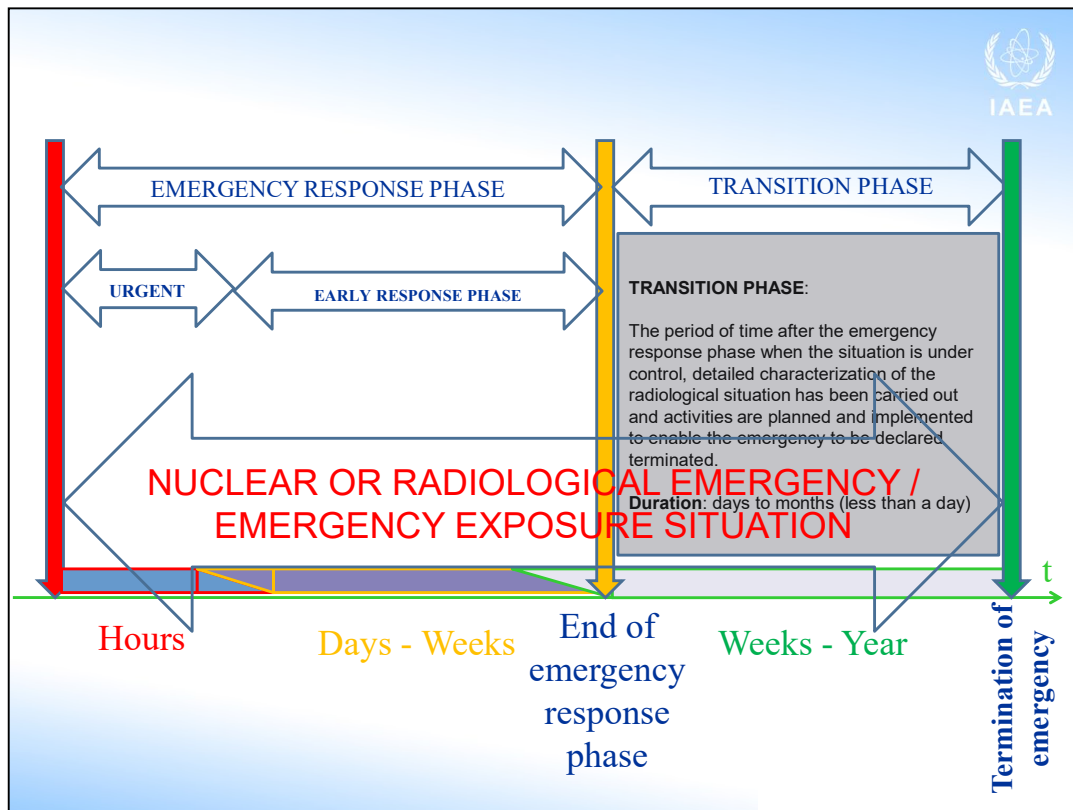 IAEA
EMERGENCY RESPONSE PHASE
TRANSITION PHASE
URGENT
EARLY RESPONSE PHASE
TRANSITION PHASE:
The period of time after the emergency
response phase when the situation is under
control, detailed characterization of the
radiological situation has been carried out
and activities are planned and implemented
to enable the emergency to be declared
terminated.
Duration: days to months (less than a day)
NUCLEAR OR RADIOLOGICAL EMERGENCY /
EMERGENCY EXPOSURE SITUATION
t
Hours
Days - Weeks
End of
emergency
response
phase
Weeks - Year
Termination of
emergency